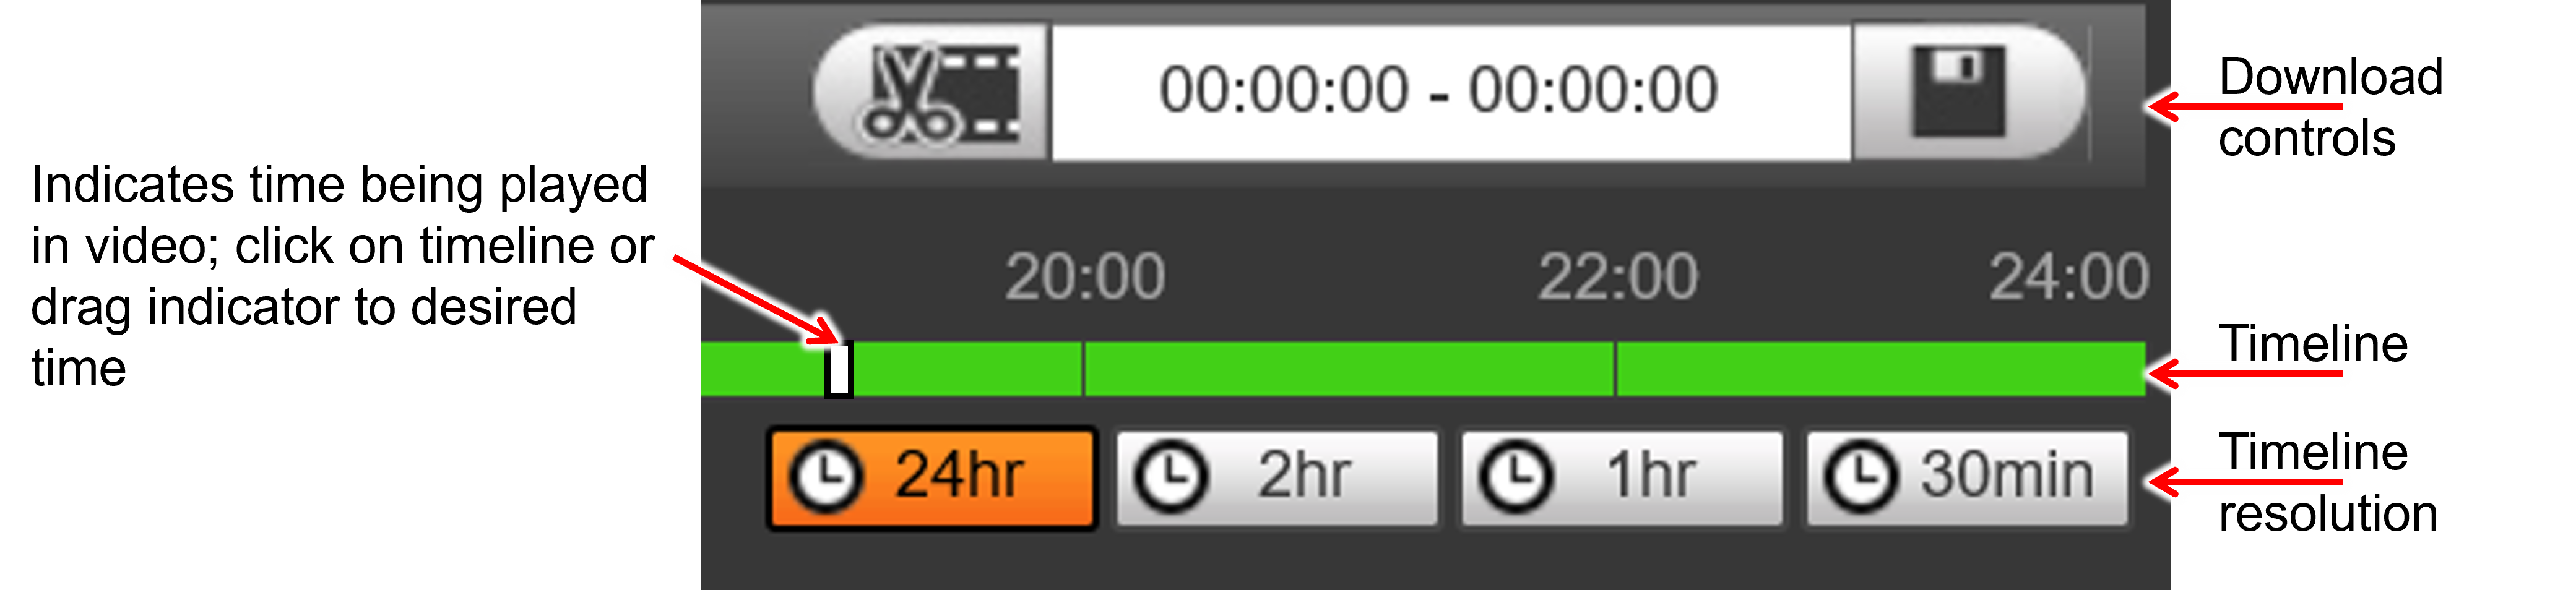 00:00:00 - 00:00:00
Download
controls
Indicates time being played
in video; click on timeline or
drag indicator to desired
time
20:00 22:00 24:00
Timeline
24hr 2hr 1hr 30min
Timeline
resolution